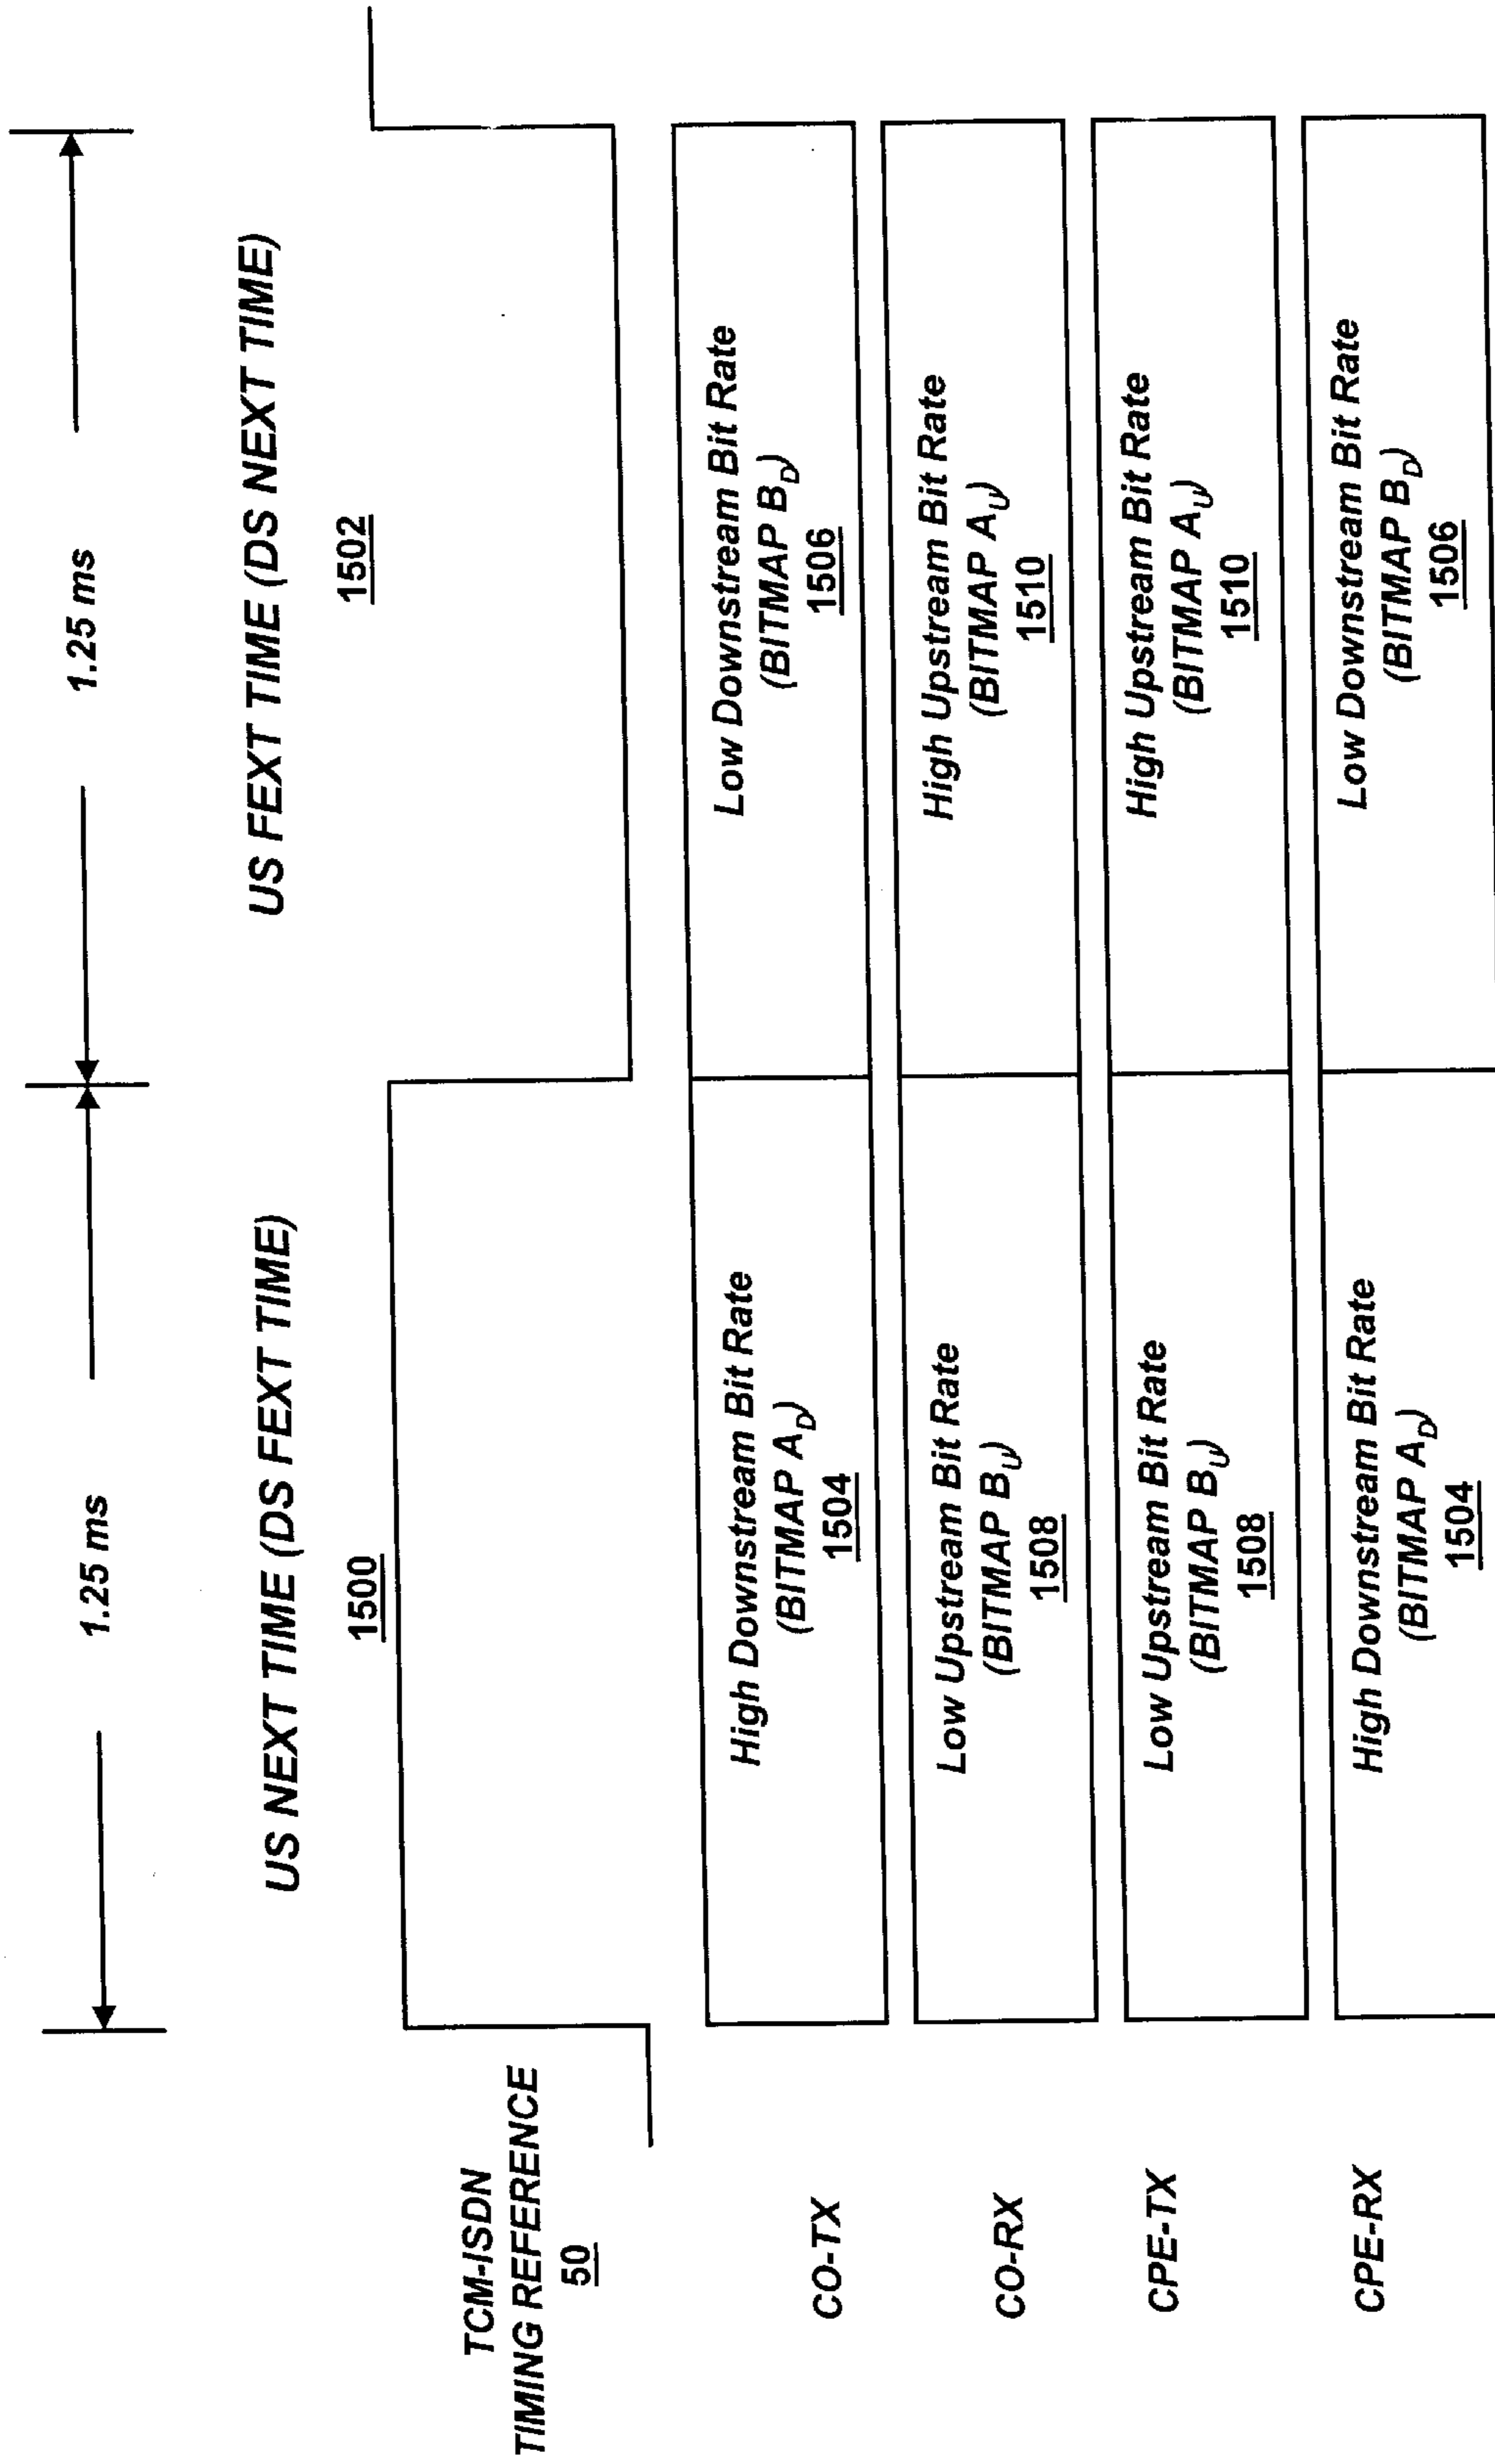 1.25 ms
1.25 ms
US NEXT TIME (DS FEXT TIME)
US FEXT TIME (DS NEXT TIME)
1500
1502
TCM-ISDN
TIMING REFERENCE
50
CO-TX
High Downstream Bit Rate
(BITMAP A_D)
1504
Low Downstream Bit Rate
(BITMAP B_D)
1506
CO-RX
Low Upstream Bit Rate
(BITMAP B_U)
1508
High Upstream Bit Rate
(BITMAP A_U)
1510
CPE-TX
Low Upstream Bit Rate
(BITMAP B_U)
1508
High Upstream Bit Rate
(BITMAP A_U)
1510
CPE-RX
High Downstream Bit Rate
(BITMAP A_D)
1504
Low Downstream Bit Rate
(BITMAP B_D)
1506